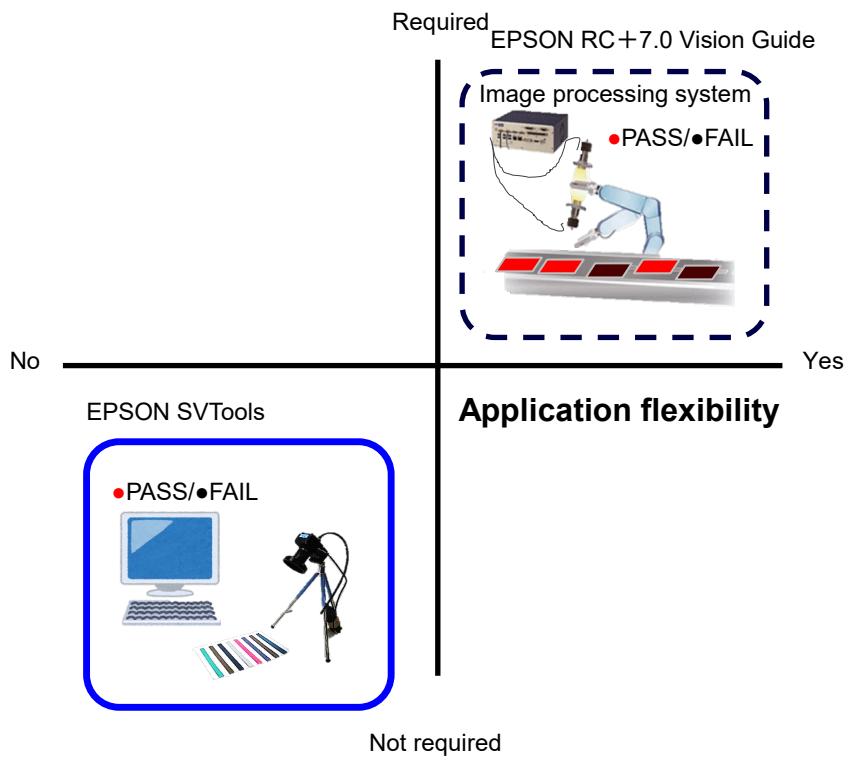 Required
EPSON RC＋7.0 Vision Guide
Image processing system
●PASS/●FAIL
No
Yes
EPSON SVTools
Application flexibility
●PASS/●FAIL
Not required